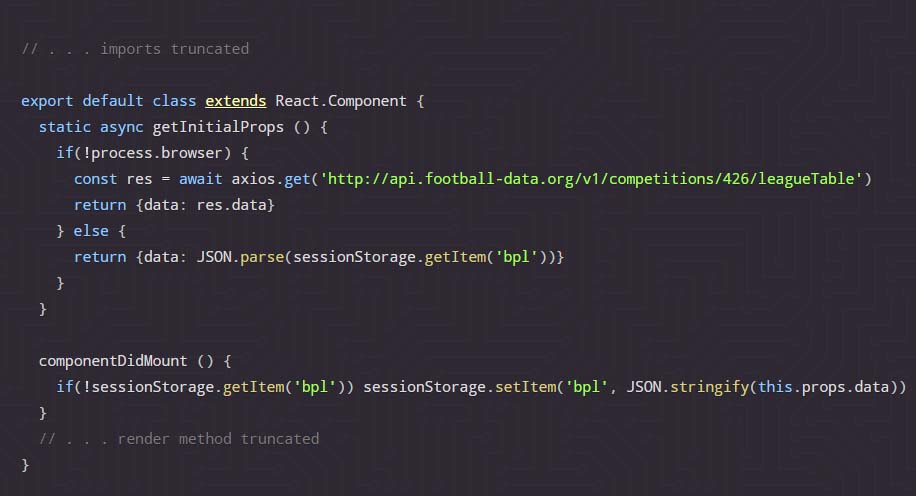 // . . . imports truncated
export default class extends React.Component {
static async getInitialProps () {
if(!process.browser) {
const res = await axios.get('http://api.football-data.org/v1/competitions/426/leagueTable')
return {data: res.data}
} else {
return {data: JSON.parse(sessionStorage.getItem('bpl'))}
}
}
componentDidMount () {
if(!sessionStorage.getItem('bpl')) sessionStorage.setItem('bpl', JSON.stringify(this.props.data))
}
// . . . render method truncated
}